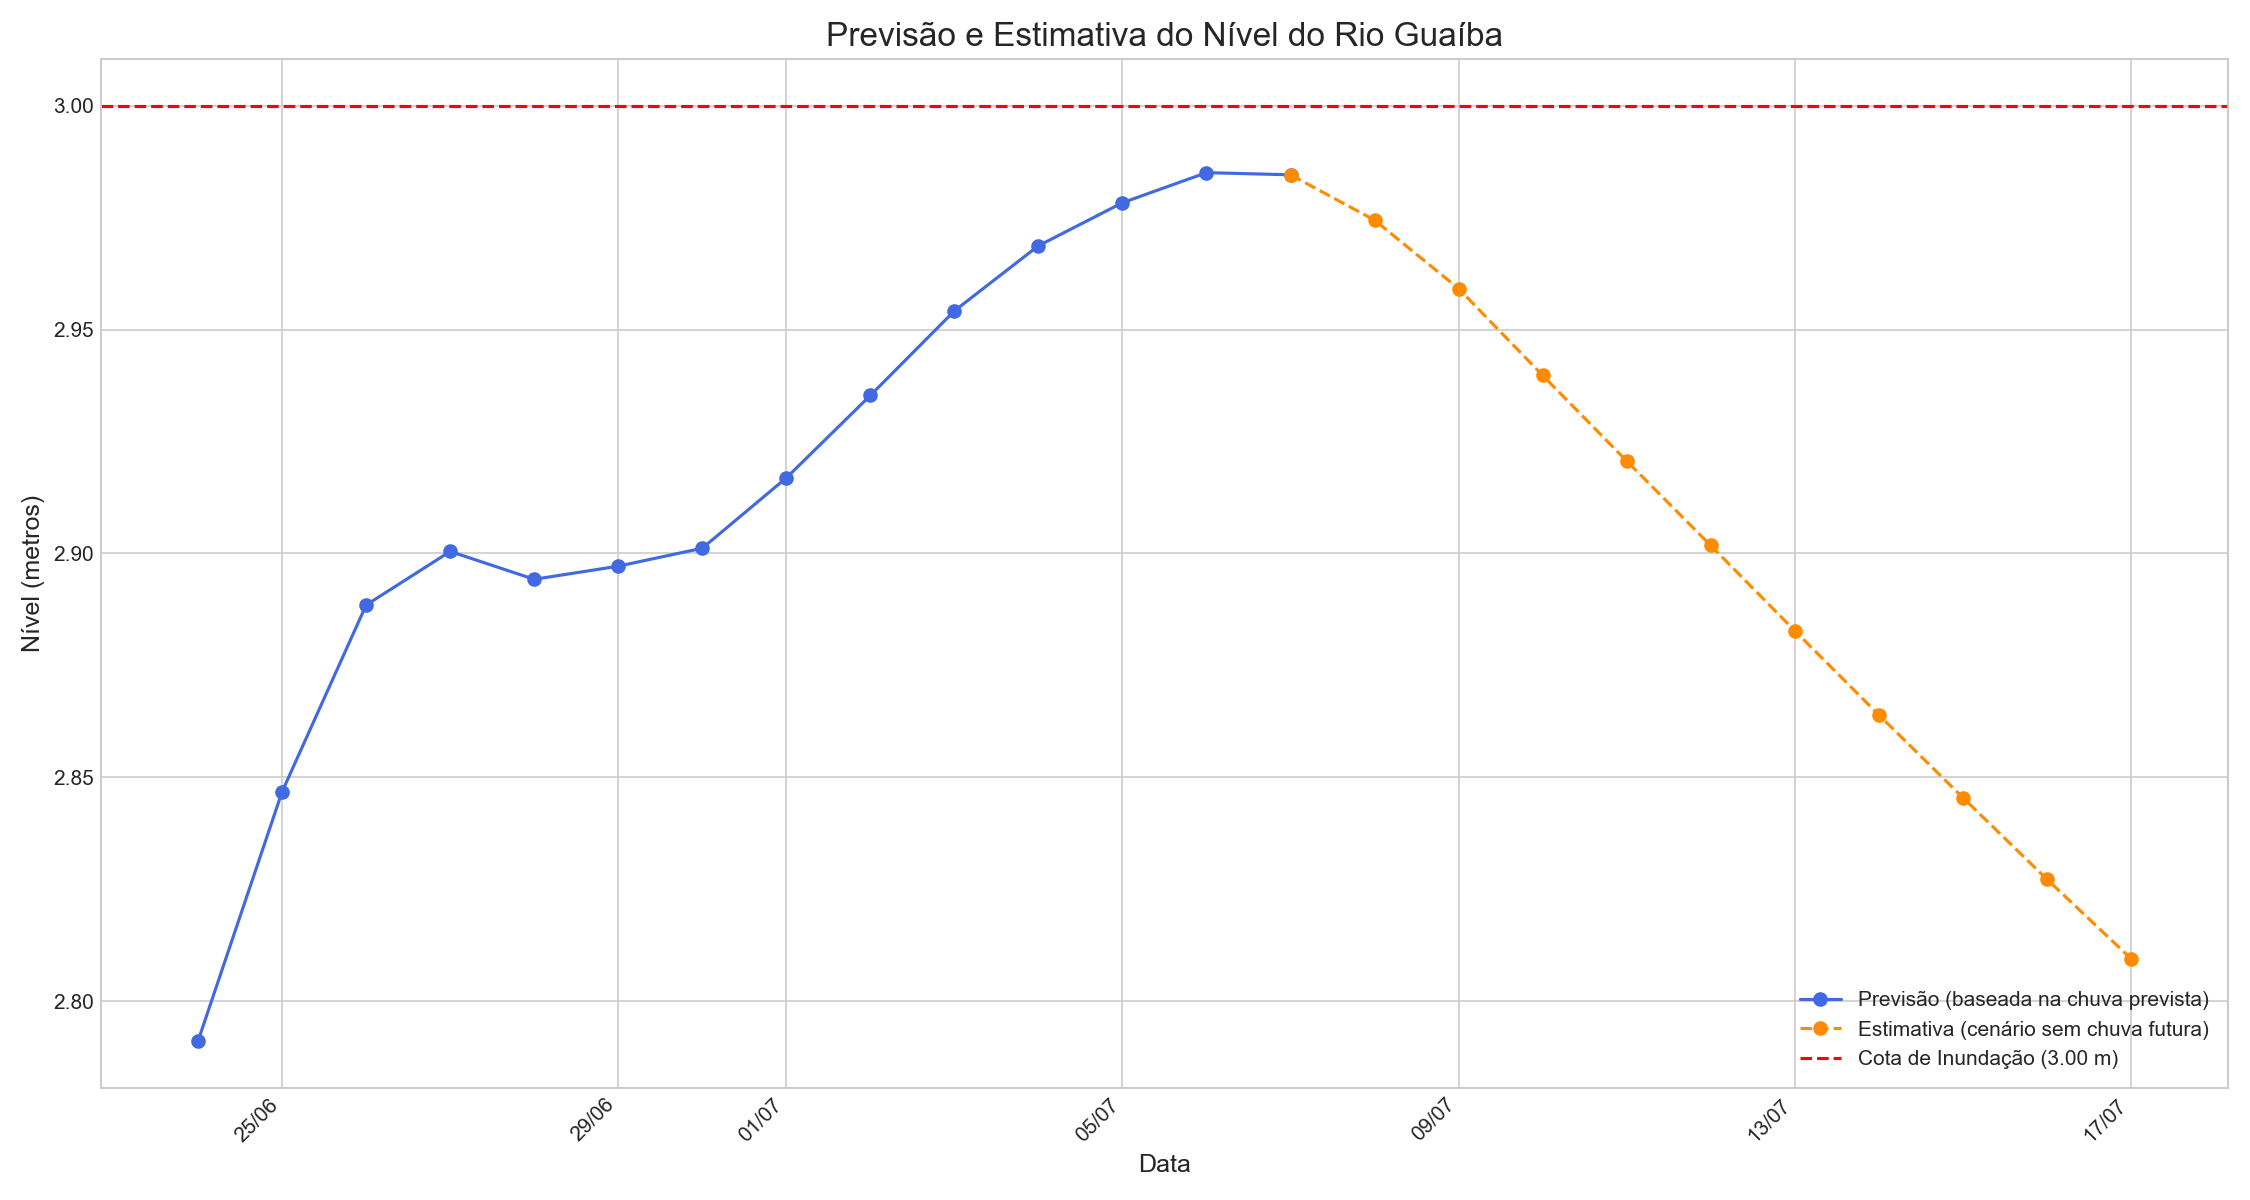 Previsão e Estimativa do Nível do Rio Guaíba
3.00
2.95
2.90
2.85
2.80
Nível (metros)
Previsão (baseada na chuva prevista)
Estimativa (cenário sem chuva futura)
Cota de Inundação (3.00 m)
25/06
29/06
01/07
05/07
09/07
13/07
17/07
Data